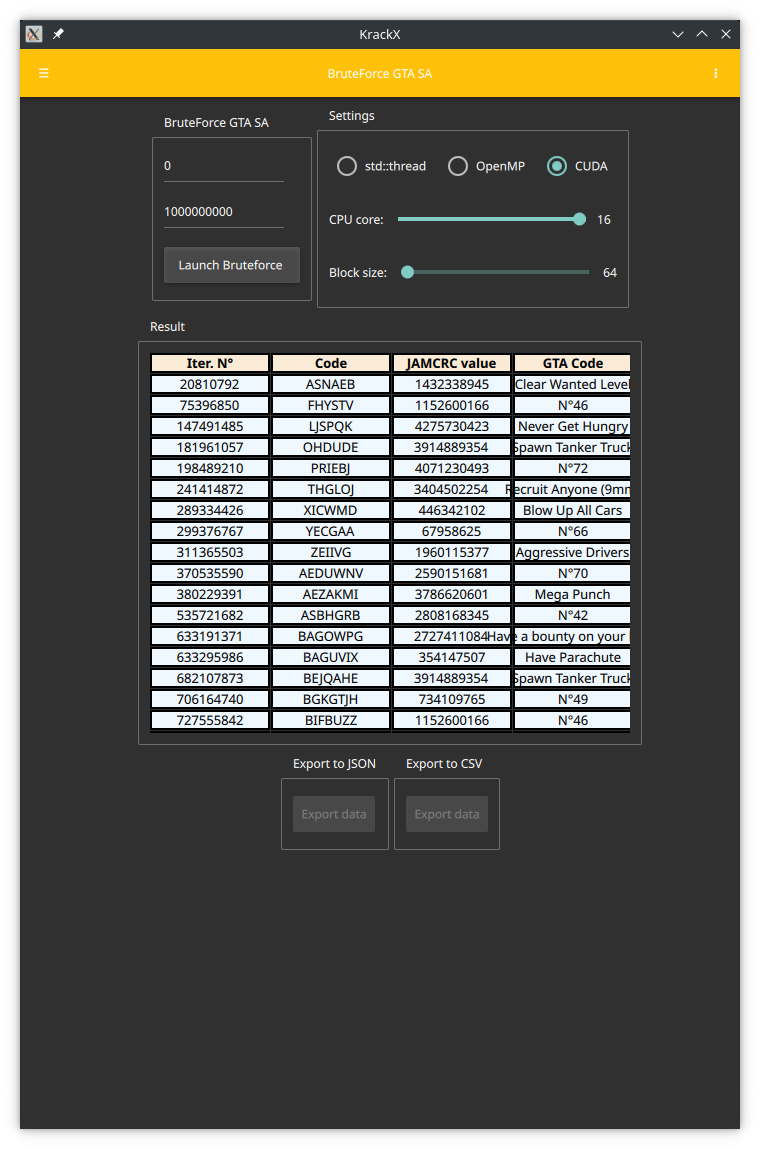 KrackX
BruteForce GTA SA
BruteForce GTA SA
0
1000000000
Launch Bruteforce
Settings
std::thread OpenMP CUDA
CPU core: 16
Block size: 64
Result
Iter. N° Code JAMCRC value GTA Code
20810792 ASNAEB 1432338945 Clear Wanted Level
75396850 FHYSTV 1152600166 N°46
147491485 LJSPQK 4275730423 Never Get Hungry
181961057 OHDUDE 3914889354 Spawn Tanker Truck
198489210 PRIEBJ 4071230493 N°72
241414872 THGLOJ 3404502254 Recruit Anyone (9mm
289334426 XICWMD 446342102 Blow Up All Cars
299376767 YECGAA 67958625 N°66
311365503 ZEIIVG 1960115377 Aggressive Drivers
370535590 AEDUWNV 2590151681 N°70
380229391 AEZAKMI 3786620601 Mega Punch
535721682 ASBHGRB 2808168345 N°42
633191371 BAGOWPG 2727411084 Have a bounty on your
633295986 BAGUVIX 354147507 Have Parachute
682107873 BEJQAHE 3914889354 Spawn Tanker Truck
706164740 BGKGTJH 734109765 N°49
727555842 BIFBUZZ 1152600166 N°46
Export to JSON Export to CSV
Export data Export data